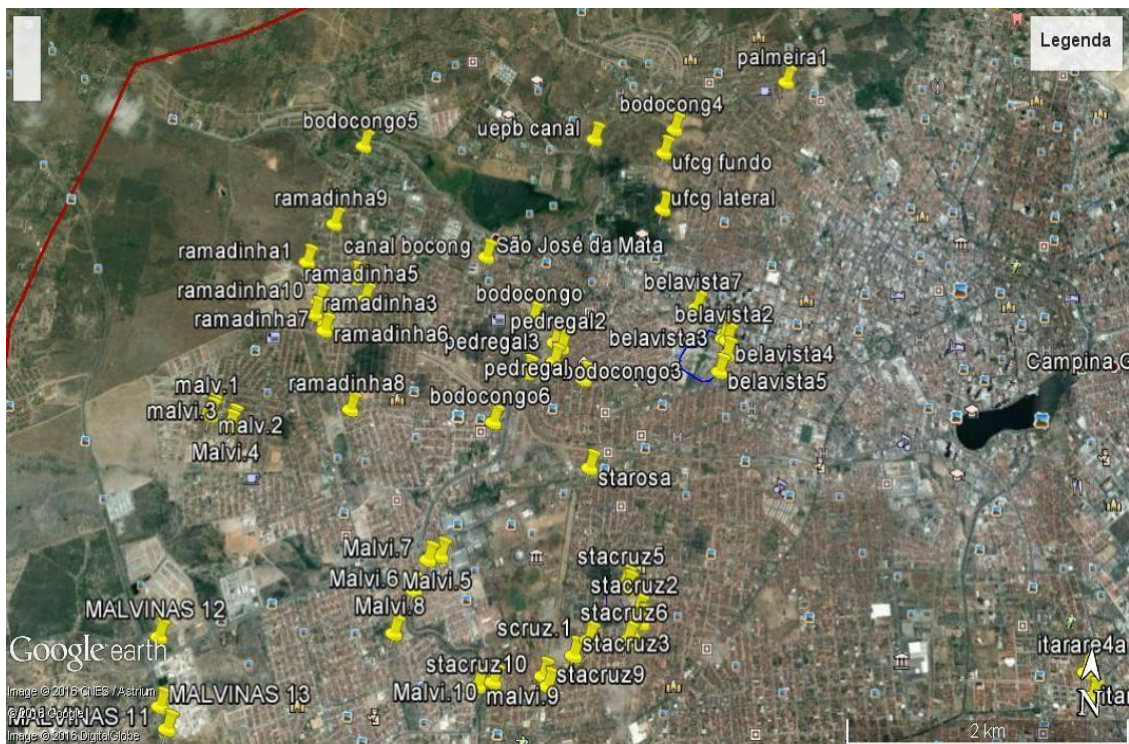 Legenda
palmeira1
bodocong4
bodocongo5
uepb canal
ufcg fundo
ramadinha9
ufcg lateral
ramadinha1
canal bocong
São José da Mata
ramadinha5
ramadinha10
bodocongo
belavista7
ramadinha3
ramadinha7
pedregal2
belavista2
ramadinha6
pedregal3
belavista3
belavista4
pedregal
bodocongo3
belavista5
Campina G
malv.1
ramadinha8
malvi.3
bodocongo6
malv.2
Malvi.4
starosa
Malvi.7
stacruz5
Malvi.6
Malvi.5
stacruz2
Malvi.8
stacruz6
MALVINAS 12
scruz.1
stacruz3
itarare4a
Google earth
stacruz10
stacruz9
Malvi.10
malvi.9
MALVINAS 13
N
itar
Image © 2016 CNES / Astrium
© 2016 Google
MALVINAS 11
Image © 2016 DigitalGlobe
2 km